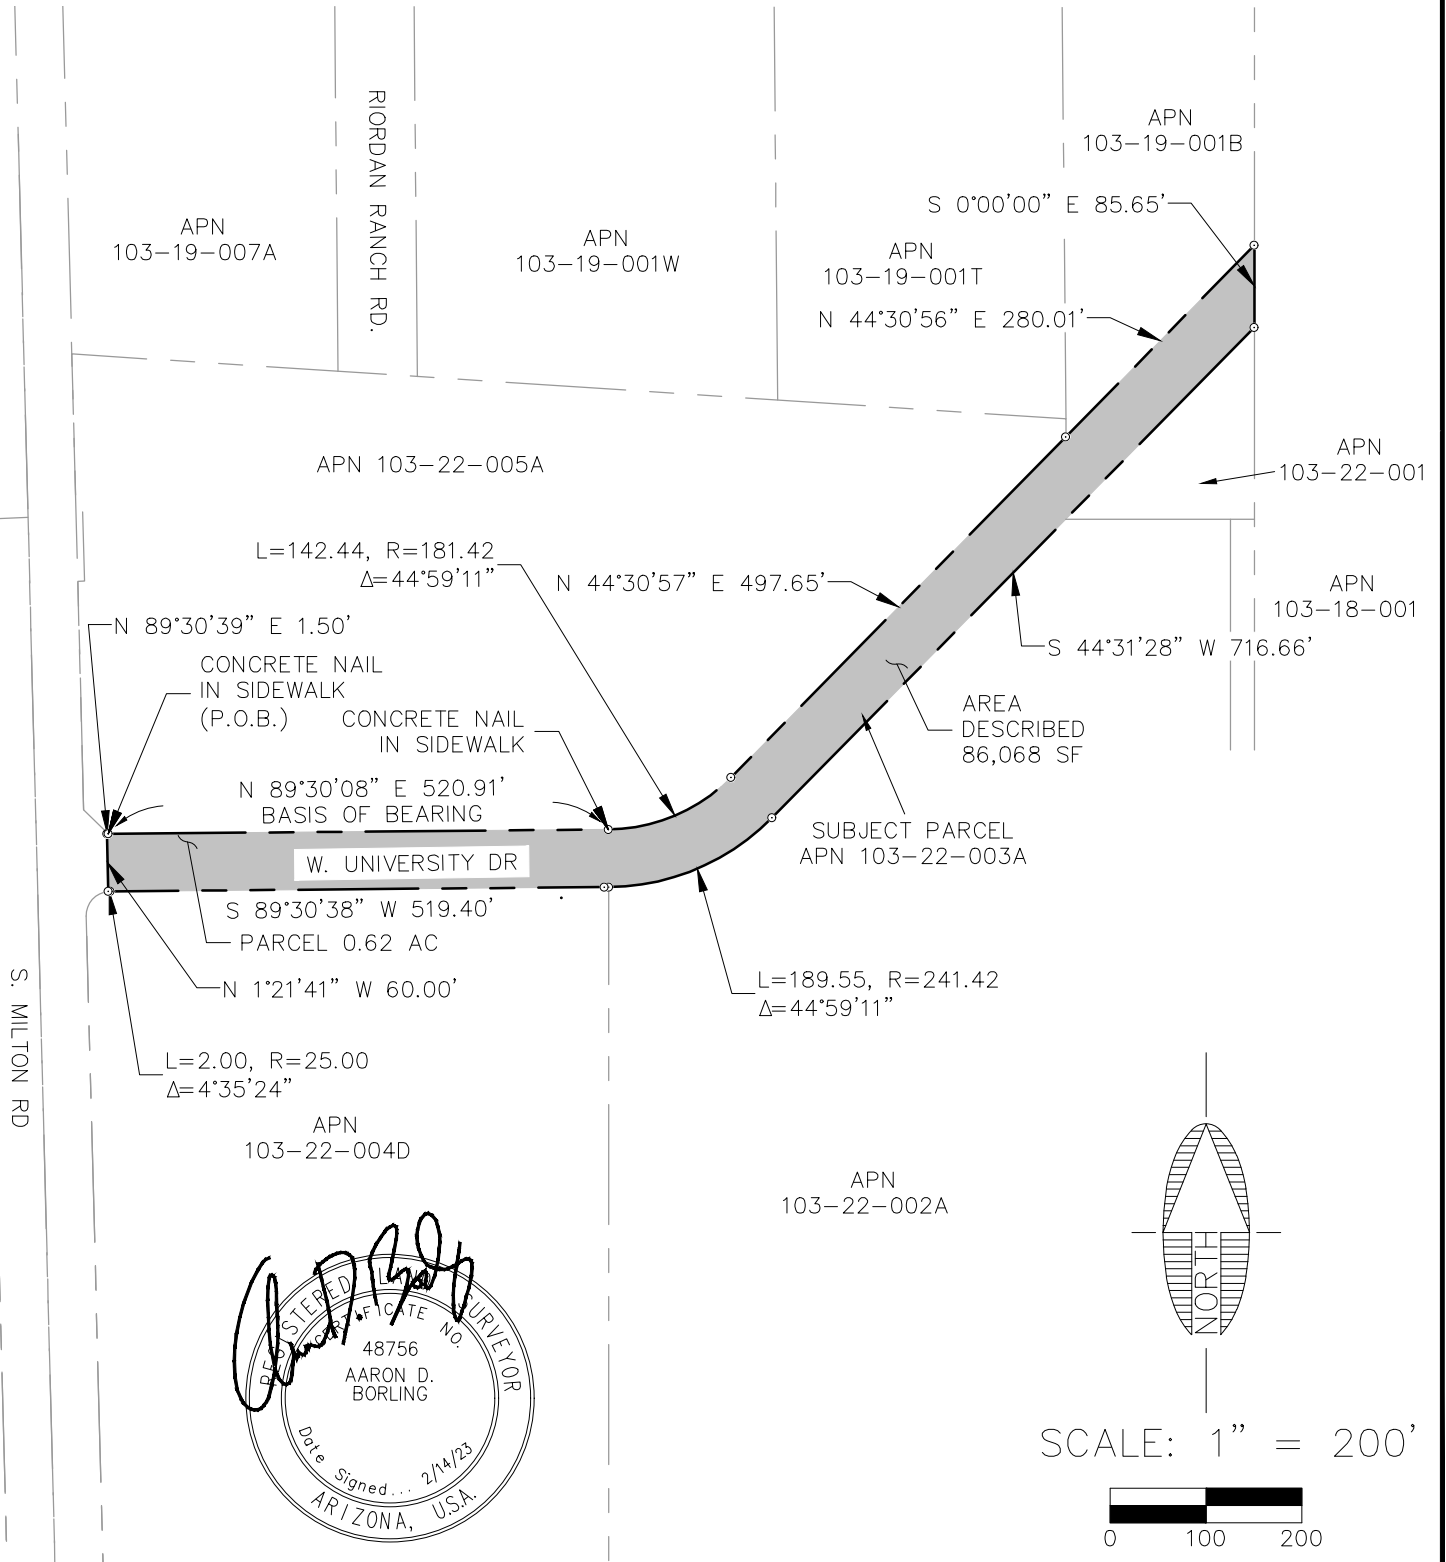 APN
103-19-001B
S 0°00'00" E 85.65'
RIORDAN RANCH RD.
APN
103-19-007A
APN
103-19-001W
APN
103-19-001T
N 44°30'56" E 280.01'
APN 103-22-005A
APN
103-22-001
L=142.44, R=181.42
Δ=44°59'11"
N 44°30'57" E 497.65'
APN
103-18-001
N 89°30'39" E 1.50'
S 44°31'28" W 716.66'
CONCRETE NAIL
IN SIDEWALK
(P.O.B.)
CONCRETE NAIL
IN SIDEWALK
AREA
DESCRIBED
86,068 SF
N 89°30'08" E 520.91'
BASIS OF BEARING
SUBJECT PARCEL
APN 103-22-003A
W. UNIVERSITY DR
S 89°30'38" W 519.40'
PARCEL 0.62 AC
N 1°21'41" W 60.00'
L=189.55, R=241.42
Δ=44°59'11"
S. MILTON RD
L=2.00, R=25.00
Δ=4°35'24"
APN
103-22-004D
APN
103-22-002A
REGISTERED LAND SURVEYOR
CERTIFICATE NO.
48756
AARON D.
BORLING
Date Signed... 2/14/23
ARIZONA, U.S.A.
NORTH
SCALE: 1" = 200'
0 100 200